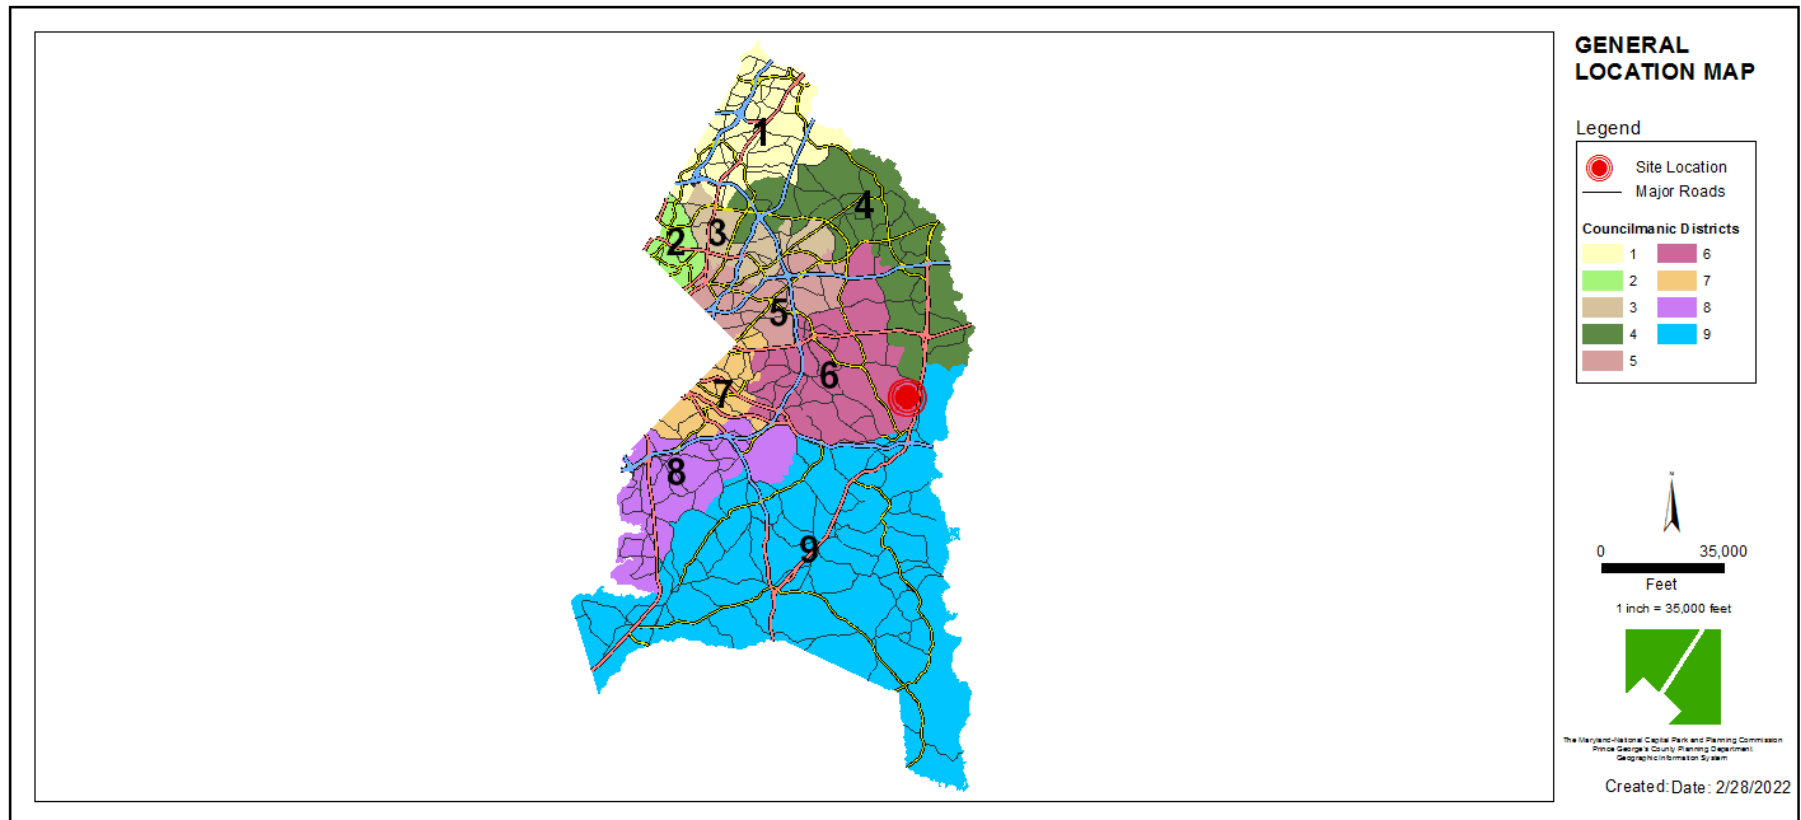 GENERAL
LOCATION MAP
Legend
Site Location
Major Roads
Councilmanic Districts
1 6
2 7
3 8
4 9
5
1
4
3
2
5
6
7
8
9
N
0 35,000
Feet
1 inch = 35,000 feet
The Maryland-National Capital Park and Planning Commission
Prince George's County Planning Department
Geographic Information System
Created: Date: 2/28/2022